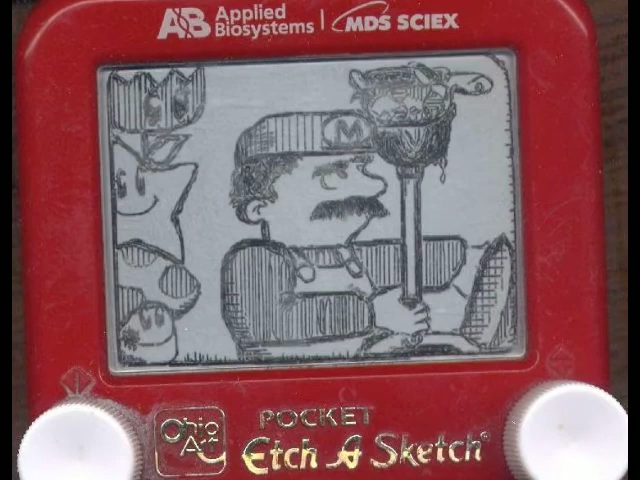 AB Applied Biosystems | MDS SCIEX
M
Ohio Art
POCKET
Etch A Sketch®